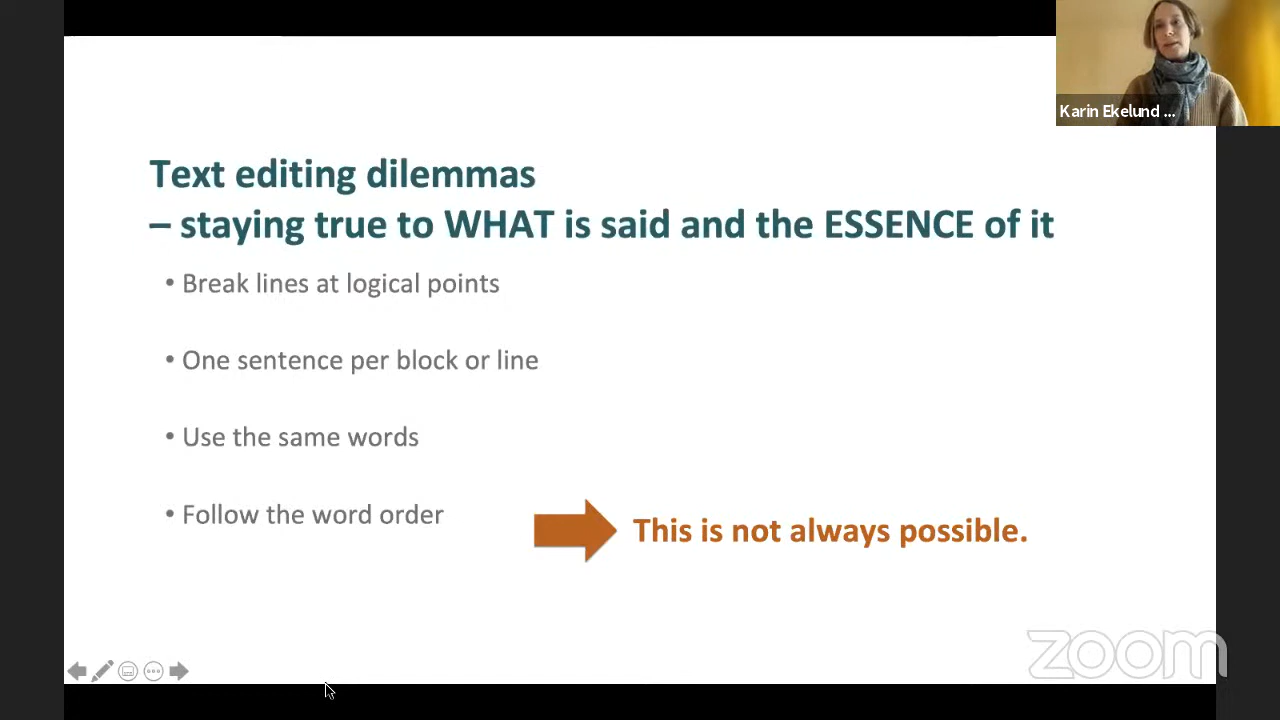 Karin Ekelund ...
Text editing dilemmas
– staying true to WHAT is said and the ESSENCE of it
• Break lines at logical points
• One sentence per block or line
• Use the same words
• Follow the word order
This is not always possible.
zoom